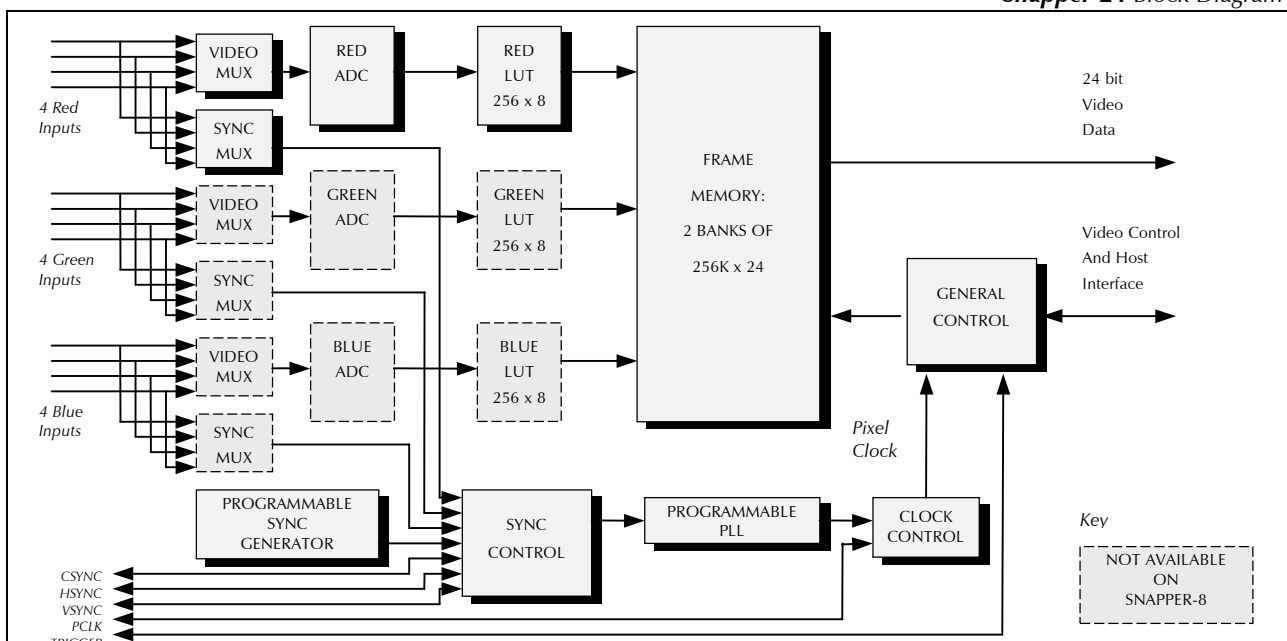 Snapper-24 Block Diagram
4 Red
Inputs
VIDEO
MUX
SYNC
MUX
RED
ADC
RED
LUT
256 x 8
4 Green
Inputs
VIDEO
MUX
SYNC
MUX
GREEN
ADC
GREEN
LUT
256 x 8
4 Blue
Inputs
VIDEO
MUX
SYNC
MUX
BLUE
ADC
BLUE
LUT
256 x 8
FRAME
MEMORY:
2 BANKS OF
256K x 24
24 bit
Video
Data
Video Control
And Host
Interface
GENERAL
CONTROL
Pixel
Clock
PROGRAMMABLE
SYNC
GENERATOR
SYNC
CONTROL
PROGRAMMABLE
PLL
CLOCK
CONTROL
Key
NOT AVAILABLE
ON
SNAPPER-8
CSYNC
HSYNC
VSYNC
PCLK
TRIGGER